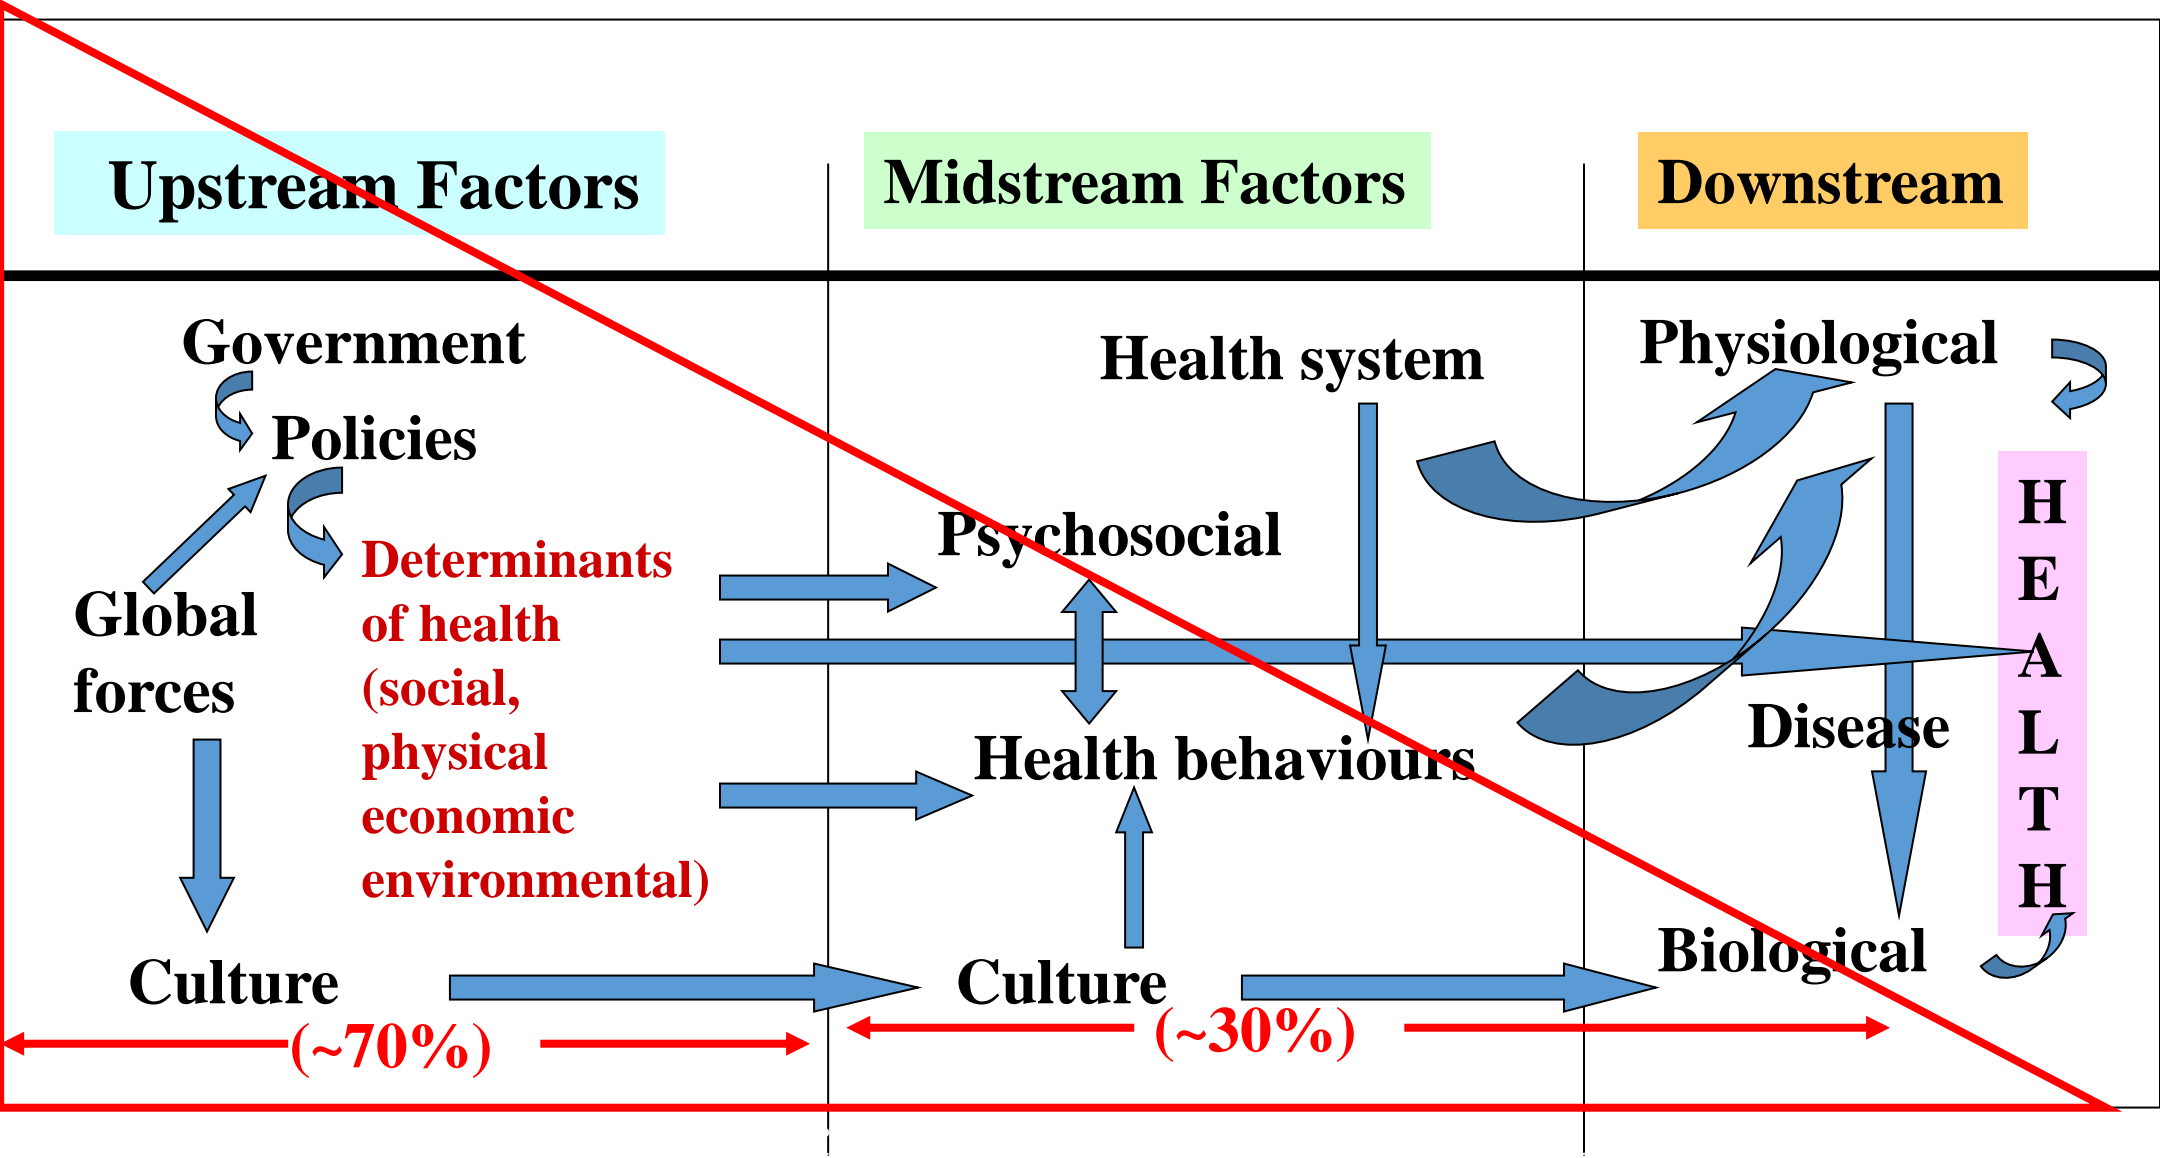 Upstream Factors
Midstream Factors
Downstream
Government
Policies
Global
forces
Determinants
of health
(social,
physical
economic
environmental)
Culture
(~70%)
Health system
Psychosocial
Health behaviours
Culture
(~30%)
Physiological
Disease
Biological
H
E
A
L
T
H